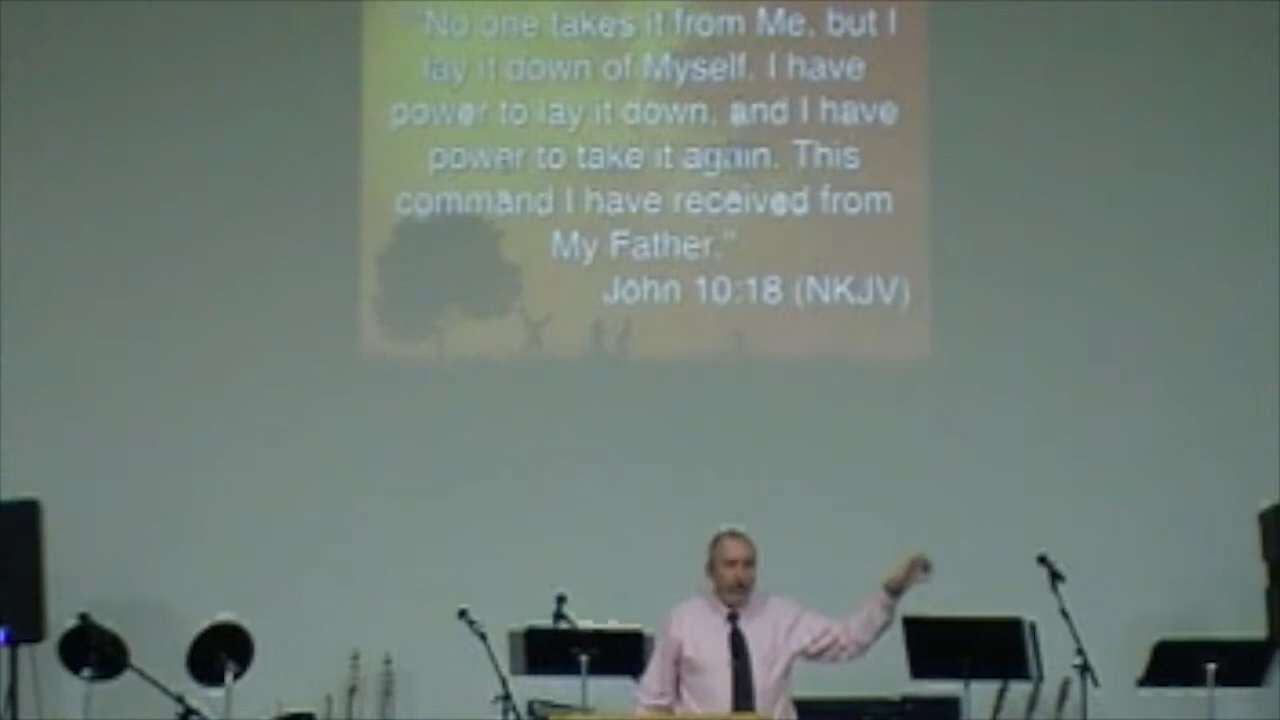 "No one takes it from Me, but I
lay it down of Myself. I have
power to lay it down, and I have
power to take it again. This
command I have received from
My Father."
John 10:18 (NKJV)